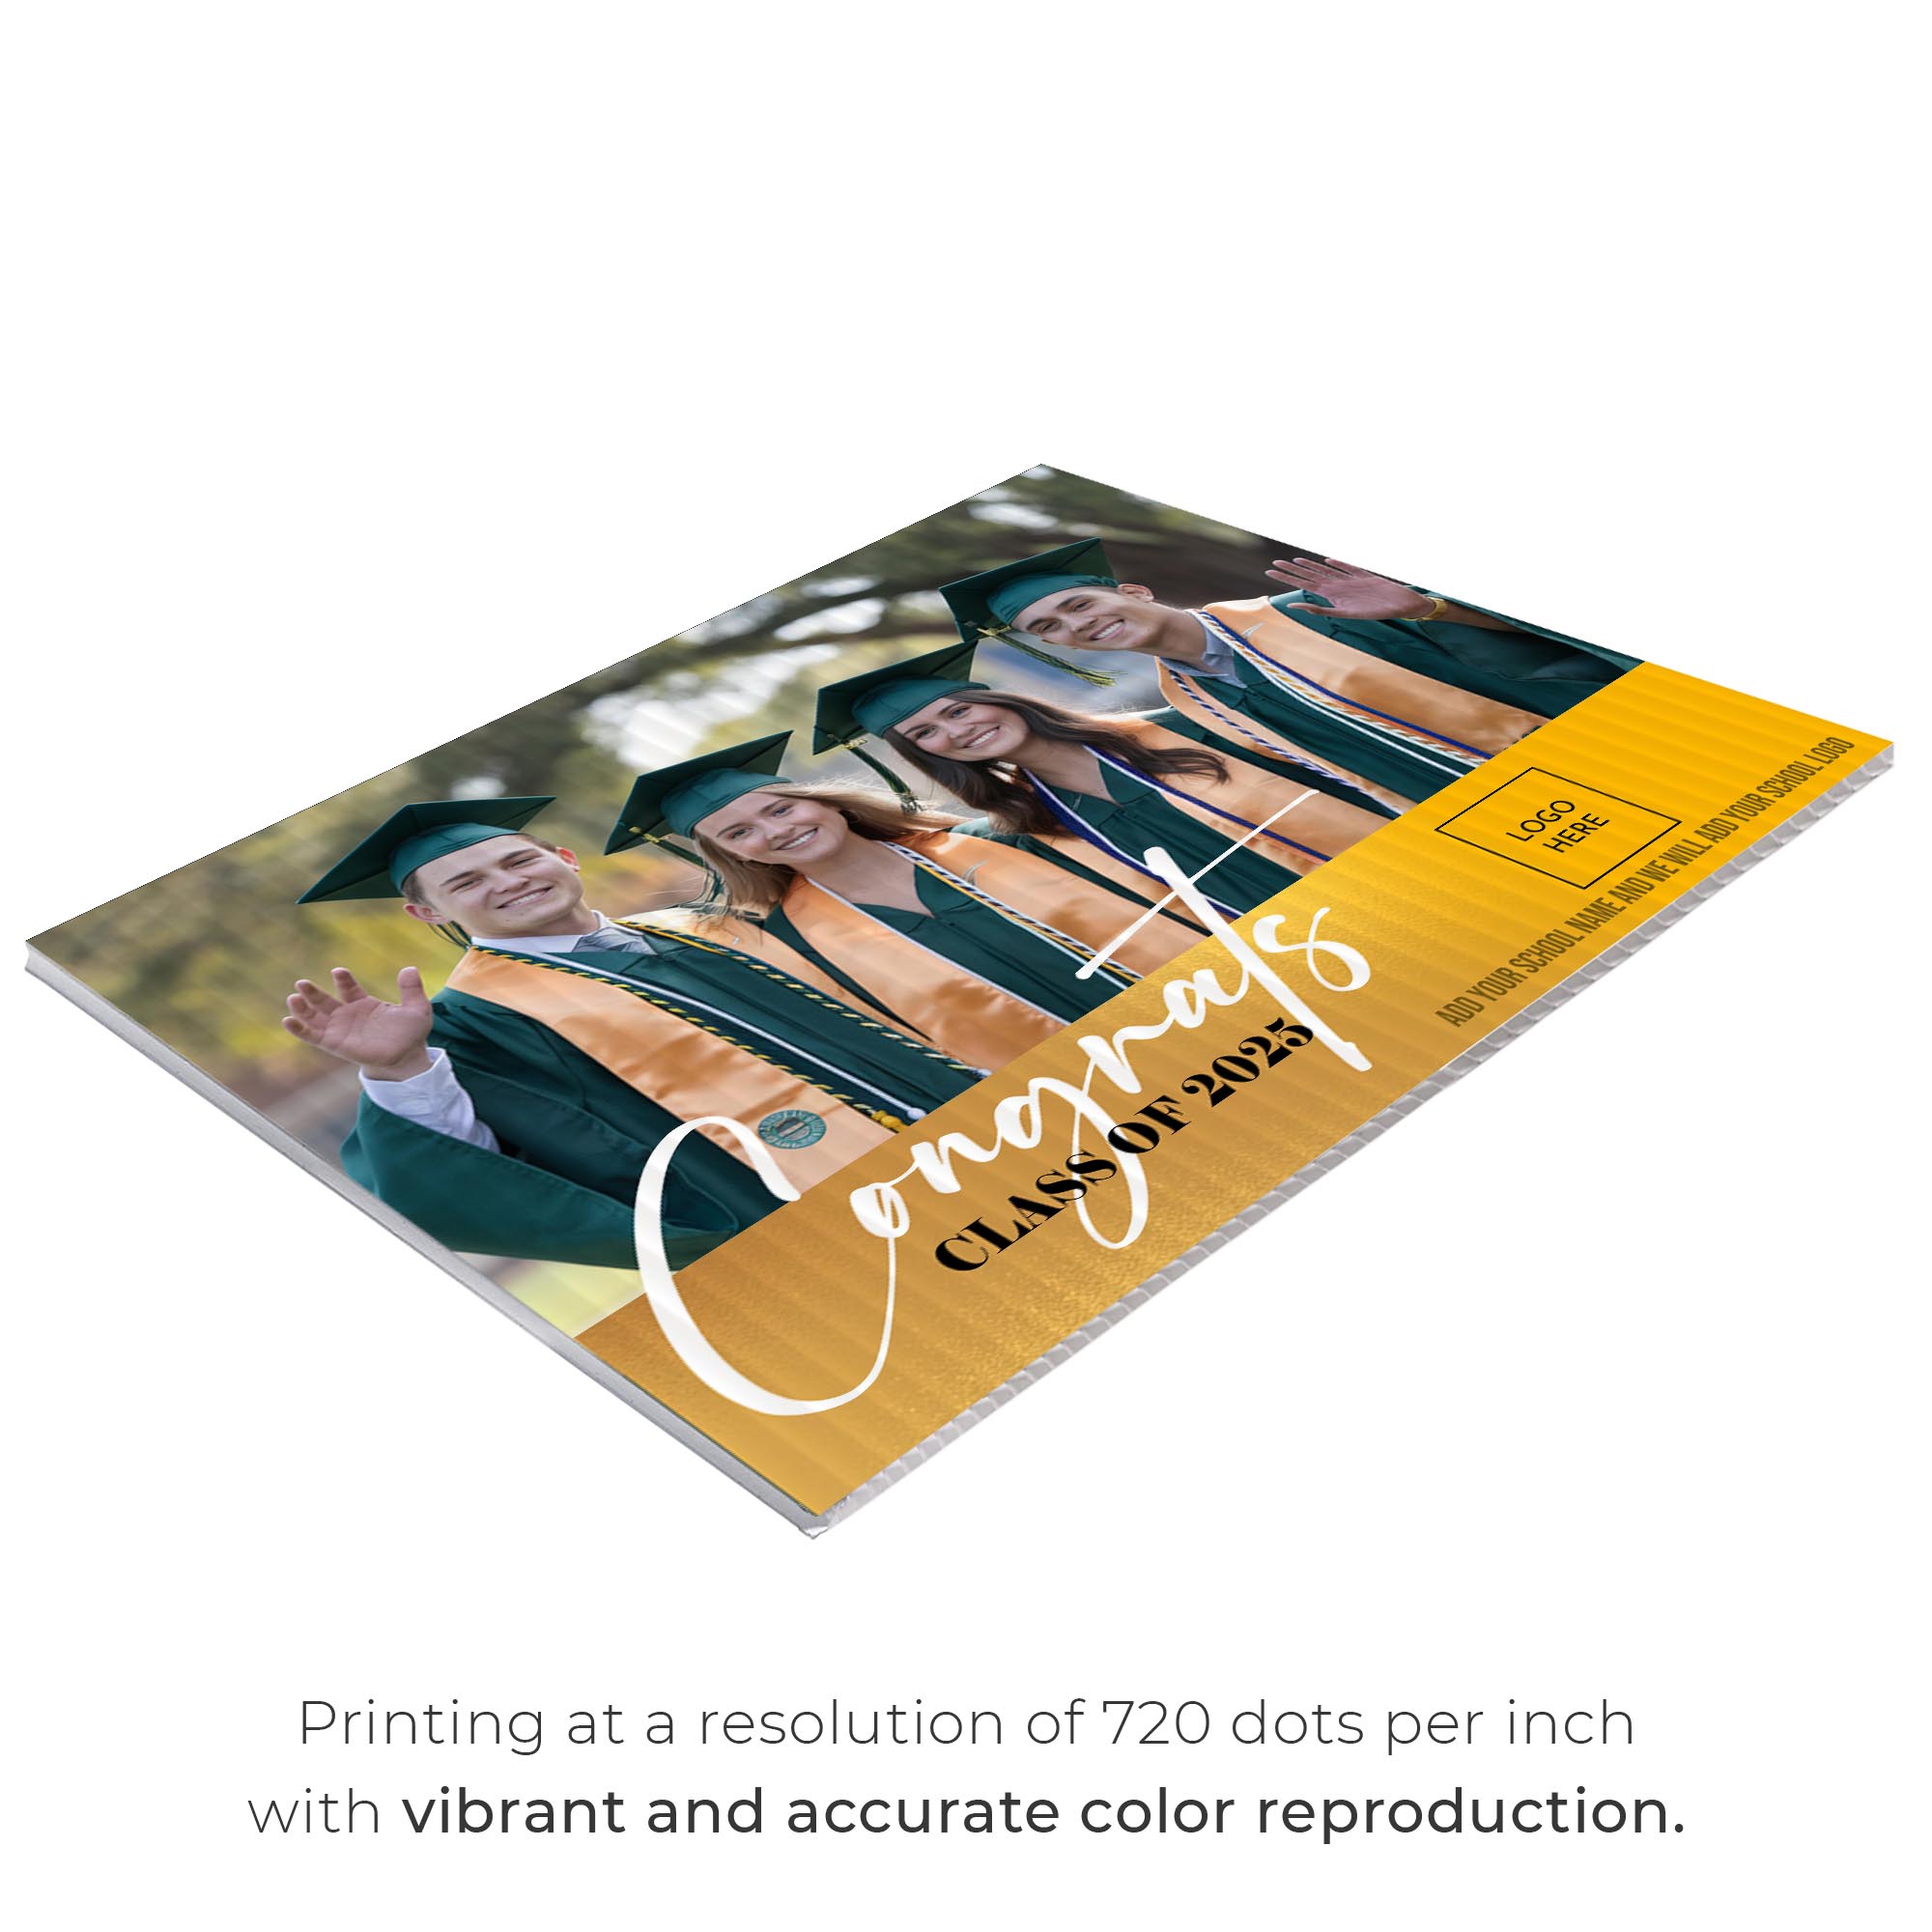 Congrats
CLASS OF 2025
LOGO
HERE
ADD YOUR SCHOOL NAME AND WE WILL ADD YOUR SCHOOL LOGO
Printing at a resolution of 720 dots per inch
with vibrant and accurate color reproduction.